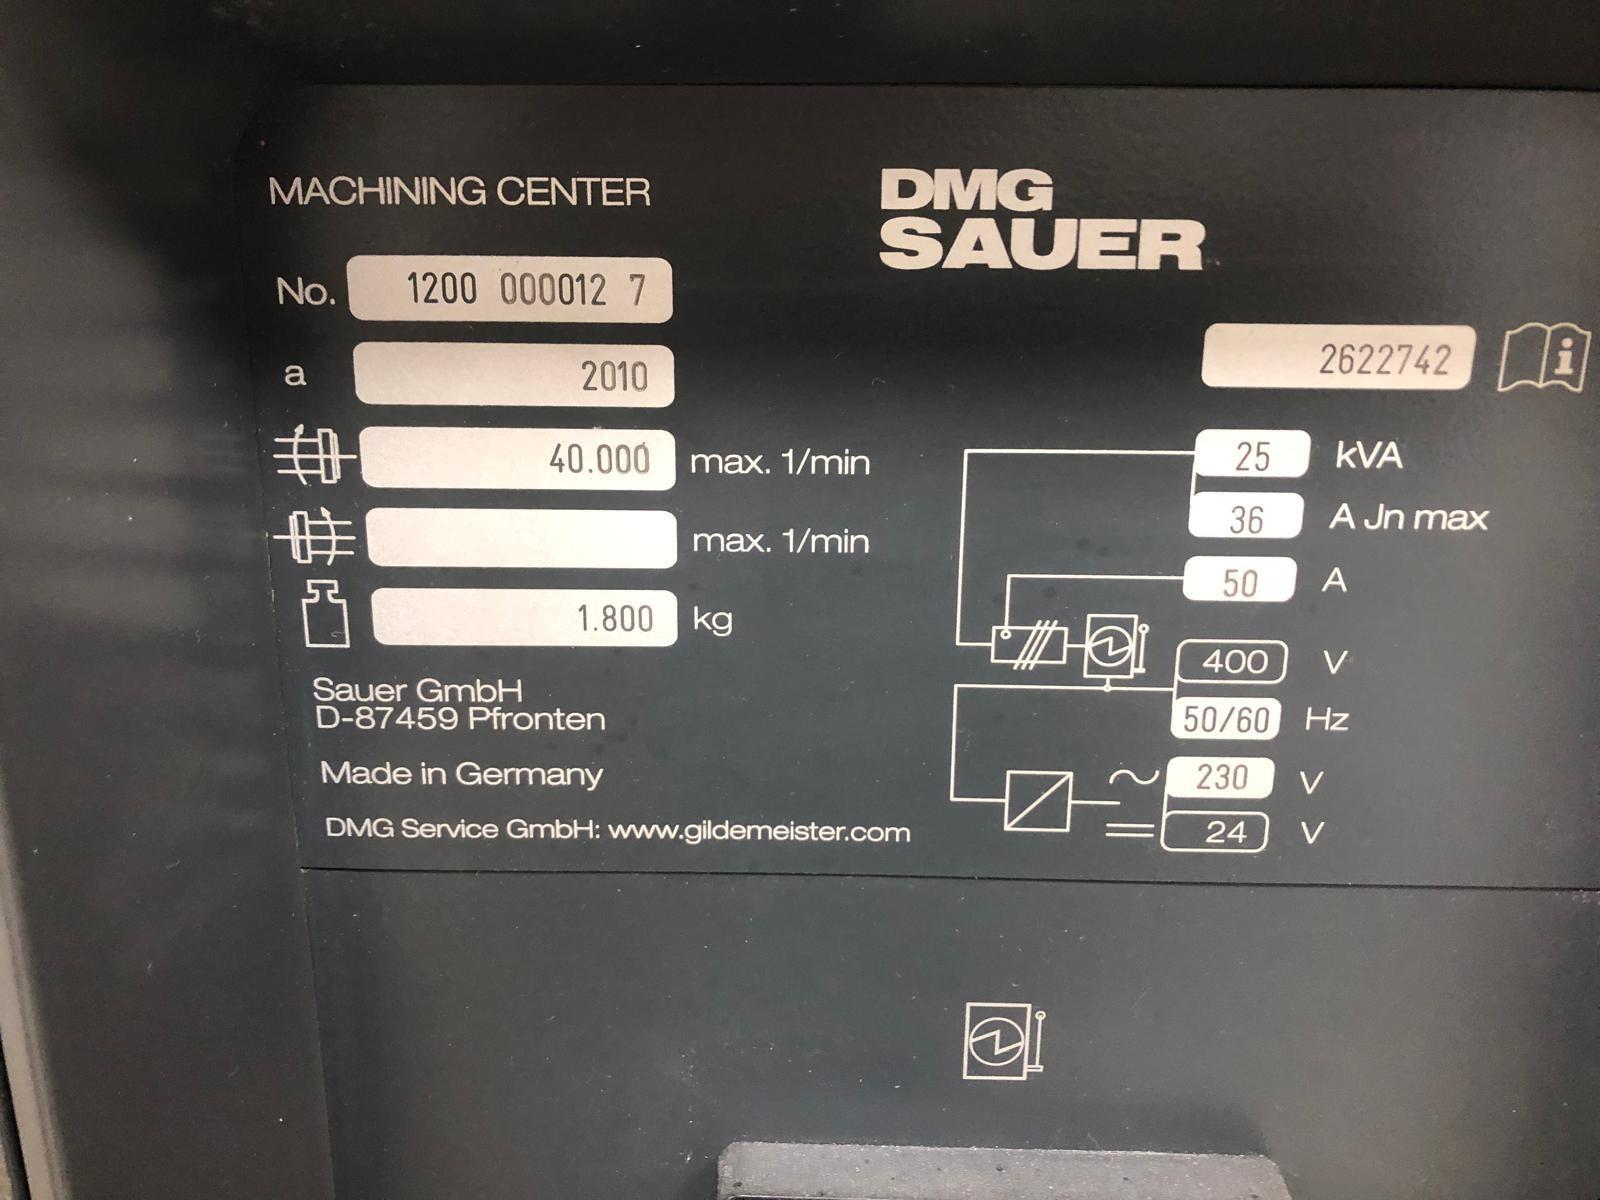 MACHINING CENTER
DMG
SAUER
No. 1200 000012 7
a 2010
2622742
i
40.000 max. 1/min
max. 1/min
1.800 kg
25 kVA
36 A Jn max
50 A
400 V
50/60 Hz
230 V
24 V
Sauer GmbH
D-87459 Pfronten
Made in Germany
DMG Service GmbH: www.gildemeister.com